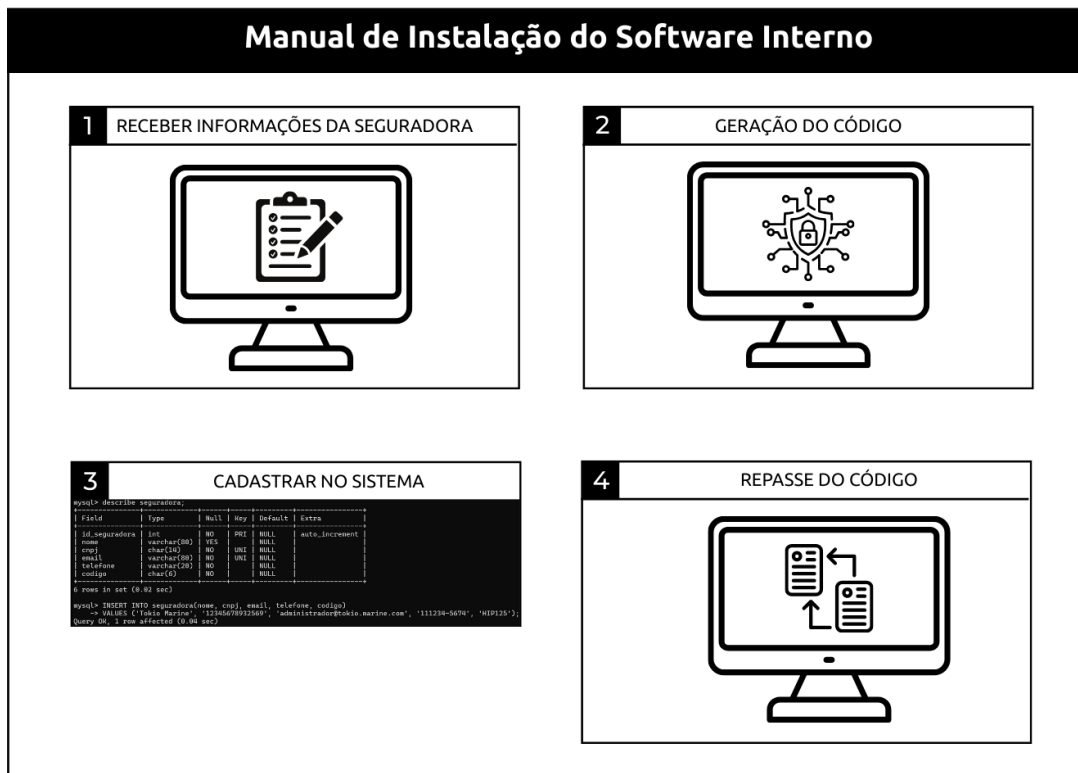 Manual de Instalação do Software Interno
1 RECEBER INFORMAÇÕES DA SEGURADORA
2 GERAÇÃO DO CÓDIGO
3 CADASTRAR NO SISTEMA
mysql> describe seguradora;
| Field | Type | Null | Key | Default | Extra |
| id_seguradora | int | NO | PRI | NULL | auto_increment |
| nome | varchar(80) | YES | | NULL | |
| cnpj | char(14) | NO | UNI | NULL | |
| email | varchar(80) | NO | UNI | NULL | |
| telefone | varchar(20) | NO | | NULL | |
| codigo | char(6) | NO | | NULL | |
6 rows in set (0.02 sec)
mysql> INSERT INTO seguradora(nome, cnpj, email, telefone, codigo)
-> VALUES ('Tokio Marine', '12345678932569', 'administrador@tokio.marine.com', '111234-5674', 'HIP125');
Query OK, 1 row affected (0.04 sec)
4 REPASSE DO CÓDIGO